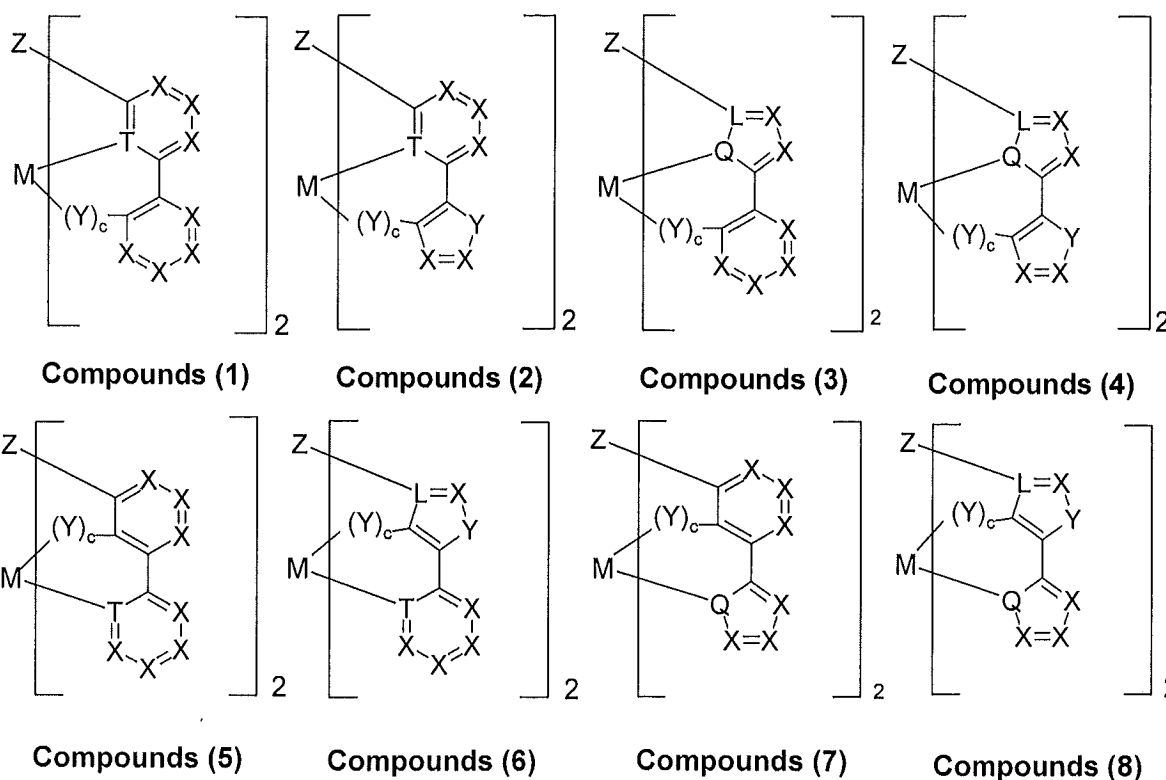 Z
X
X
X
T
M
(Y)c
X
X
X
X
2
Compounds (1)
Z
X
X
X
T
M
(Y)c
Y
X=X
2
Compounds (2)
Z
L=X
Q
X
M
(Y)c
X
X
X
X
2
Compounds (3)
Z
L=X
Q
X
M
(Y)c
Y
X=X
2
Compounds (4)
Z
X
X
X
(Y)c
M
T
X
X
X
X
2
Compounds (5)
Z
L=X
(Y)c
Y
M
T
X
X
X
X
2
Compounds (6)
Z
X
X
X
(Y)c
M
Q
X
X=X
2
Compounds (7)
Z
L=X
(Y)c
Y
M
Q
X
X=X
2
Compounds (8)